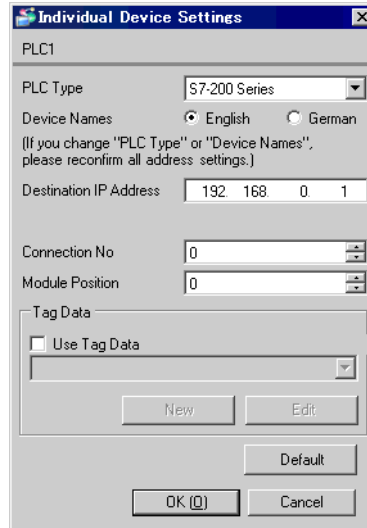 Individual Device Settings
PLC1
PLC Type S7-200 Series
Device Names English German
(If you change "PLC Type" or "Device Names",
please reconfirm all address settings.)
Destination IP Address 192. 168. 0. 1
Connection No 0
Module Position 0
Tag Data
Use Tag Data
New Edit
Default
OK (O) Cancel